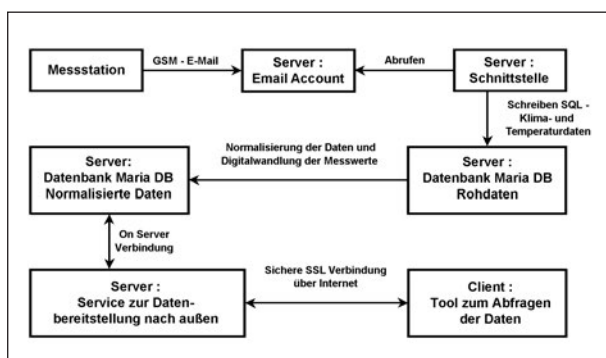 Messstation
GSM - E-Mail
Server :
Email Account
Abrufen
Server :
Schnittstelle
Schreiben SQL -
Klima- und
Temperaturdaten
Server:
Datenbank Maria DB
Normalisierte Daten
Normalisierung der Daten und
Digitalwandlung der Messwerte
Server :
Datenbank Maria DB
Rohdaten
On Server
Verbindung
Server :
Service zur Daten-
bereitstellung nach außen
Sichere SSL Verbindung
über Internet
Client :
Tool zum Abfragen
der Daten